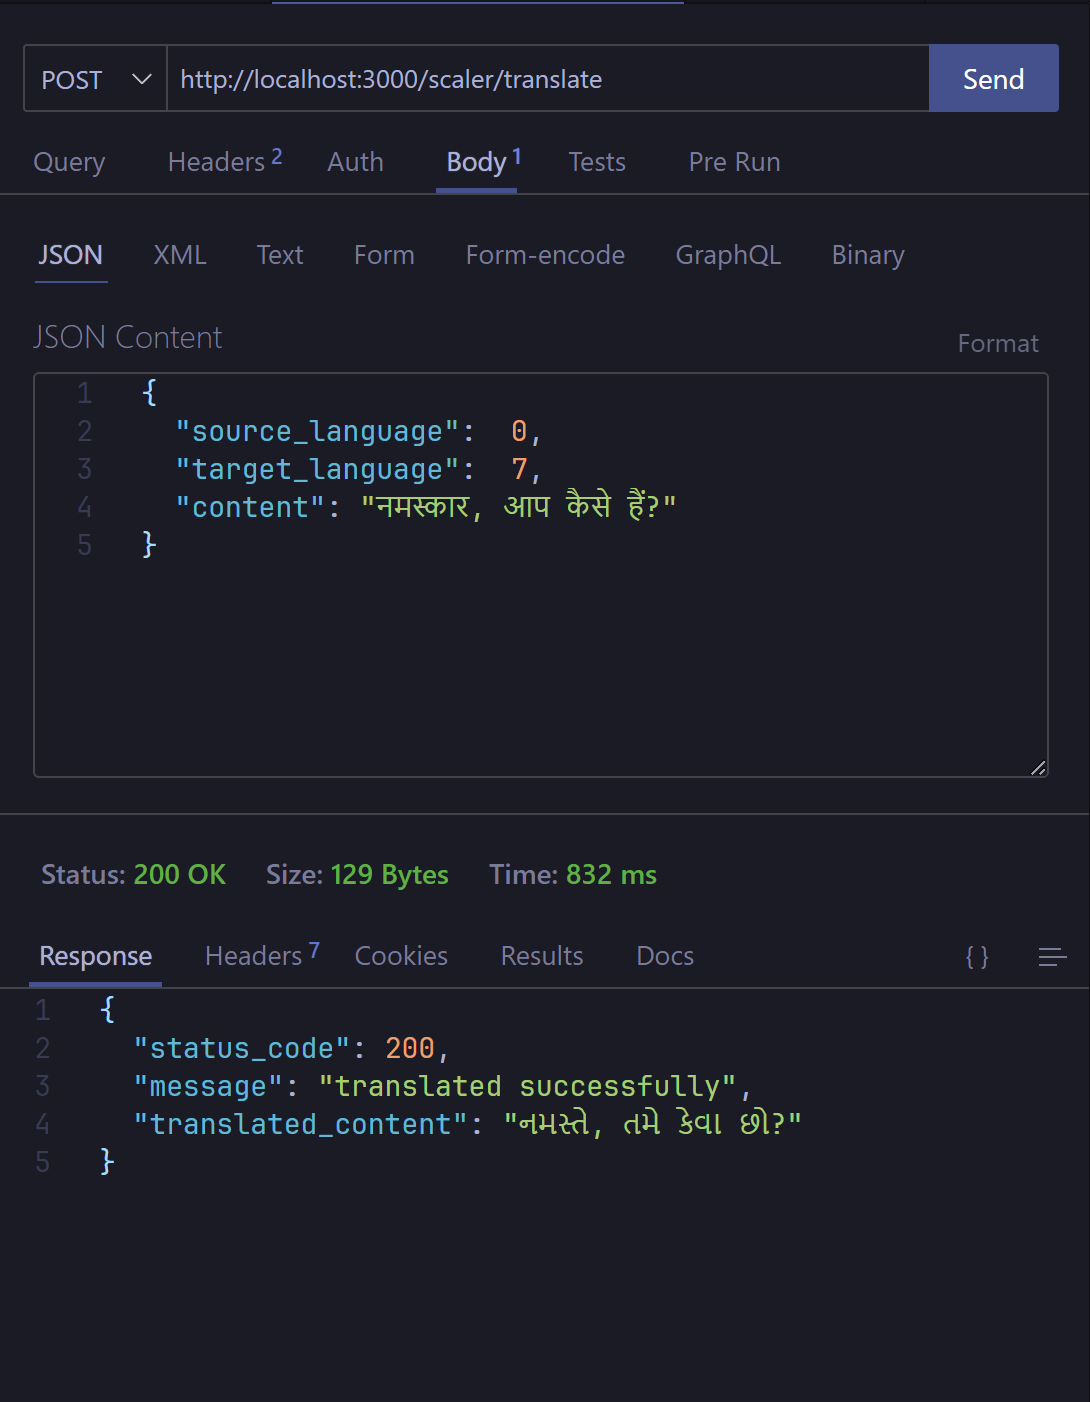 POST http://localhost:3000/scaler/translate Send
Query Headers 2 Auth Body 1 Tests Pre Run
JSON XML Text Form Form-encode GraphQL Binary
JSON Content Format
1 {
2 "source_language": 0,
3 "target_language": 7,
4 "content": "नमस्कार, आप कैसे हैं?"
5 }
Status: 200 OK Size: 129 Bytes Time: 832 ms
Response Headers 7 Cookies Results Docs { }
1 {
2 "status_code": 200,
3 "message": "translated successfully",
4 "translated_content": "નમસ્તે, તમે કેવા છો?"
5 }